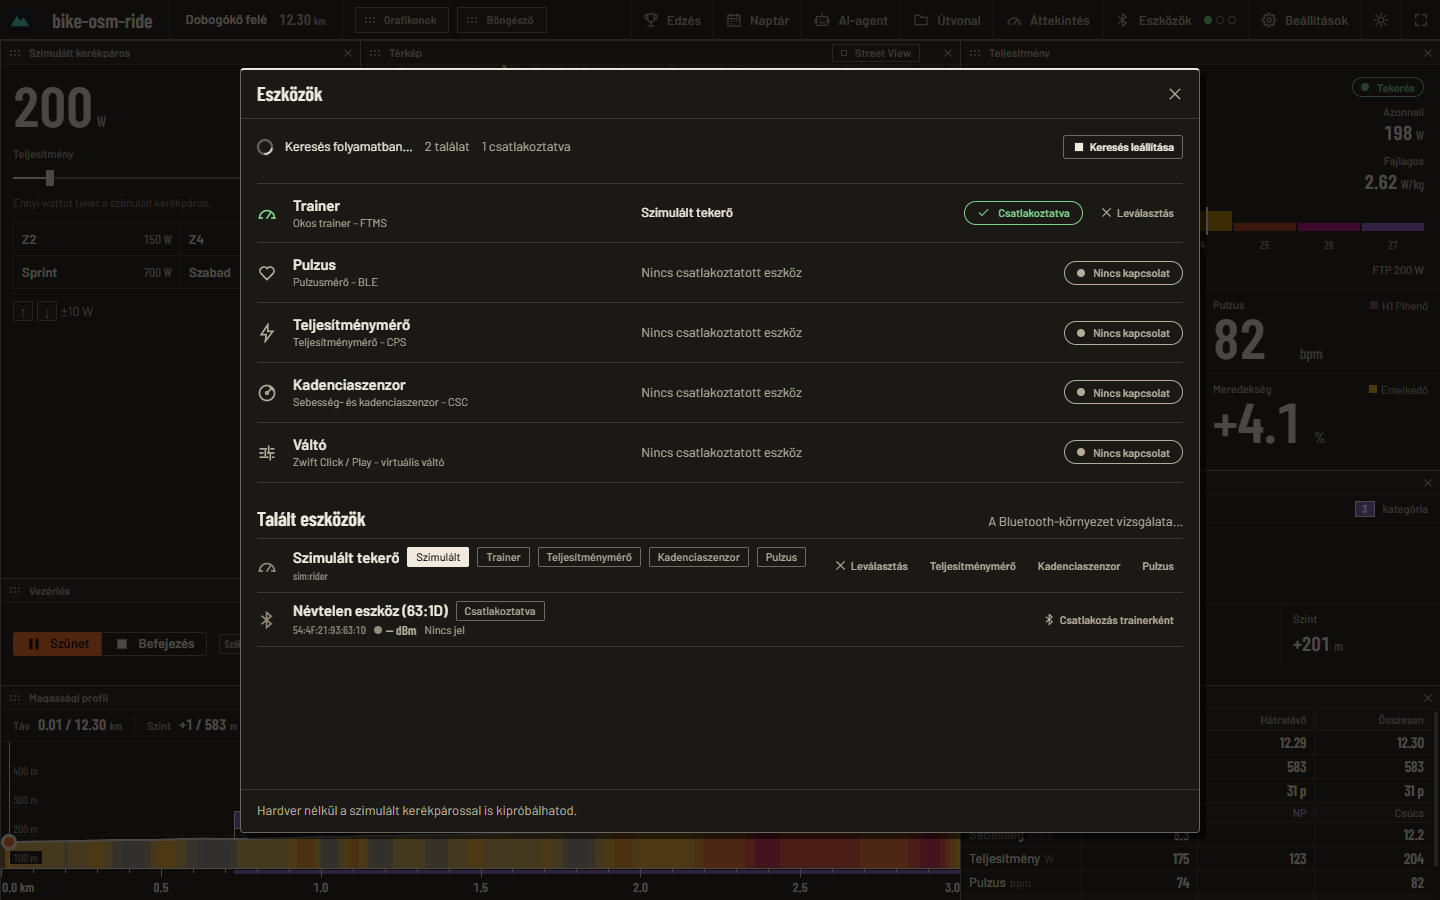 bike-osm-ride
Dobogókő felé 12.30 km
Grafikonok
Böngésző
Edzés
Naptár
AI-agent
Útvonal
Áttekintés
Eszközök
Beállítások
Szimulált kerékpáros
Térkép
Street View
Teljesítmény
200 W
Teljesítmény
Ennyi wattot teker a szimulált kerékpáros.
Z2 150 W Z4
Sprint 700 W Szabad
↑ ↓ ±10 W
Tekerés
Azonnali
198 W
Fajlagos
2.62 W/kg
Z5 Z6 Z7
FTP 200 W
Pulzus H1 Pihenő
82 bpm
Meredekség Emelkedő
+4.1 %
3 kategória
Szint
+201 m
Eszközök
Keresés folyamatban... 2 találat 1 csatlakoztatva
Keresés leállítása
Trainer
Okos trainer - FTMS
Szimulált tekerő
Csatlakoztatva
Leválasztás
Pulzus
Pulzusmérő - BLE
Nincs csatlakoztatott eszköz
Nincs kapcsolat
Teljesítménymérő
Teljesítménymérő - CPS
Nincs csatlakoztatott eszköz
Nincs kapcsolat
Kadenciaszenzor
Sebesség- és kadenciaszenzor - CSC
Nincs csatlakoztatott eszköz
Nincs kapcsolat
Váltó
Zwift Click / Play - virtuális váltó
Nincs csatlakoztatott eszköz
Nincs kapcsolat
Talált eszközök
A Bluetooth-környezet vizsgálata...
Szimulált tekerő Szimulált Trainer Teljesítménymérő Kadenciaszenzor Pulzus
sim:rider
Leválasztás Teljesítménymérő Kadenciaszenzor Pulzus
Névtelen eszköz (63:1D) Csatlakoztatva
54:4F:21:93:63:1D – dBm Nincs jel
Csatlakozás trainerként
Hardver nélkül a szimulált kerékpárossal is kipróbálhatod.
Vezérlés
Szünet
Befejezés
Magassági profil
Táv 0.01 / 12.30 km Szint +1 / 583 m
400 m
300 m
200 m
100 m
0.0 km 0.5 1.0 1.5 2.0 2.5 3.0
Hátralévő Összesen
12.29 12.30
583 583
31 p 31 p
NP Csúcs
Sebesség km/h 8.3 12.2
Teljesítmény W 175 123 204
Pulzus bpm 74 82